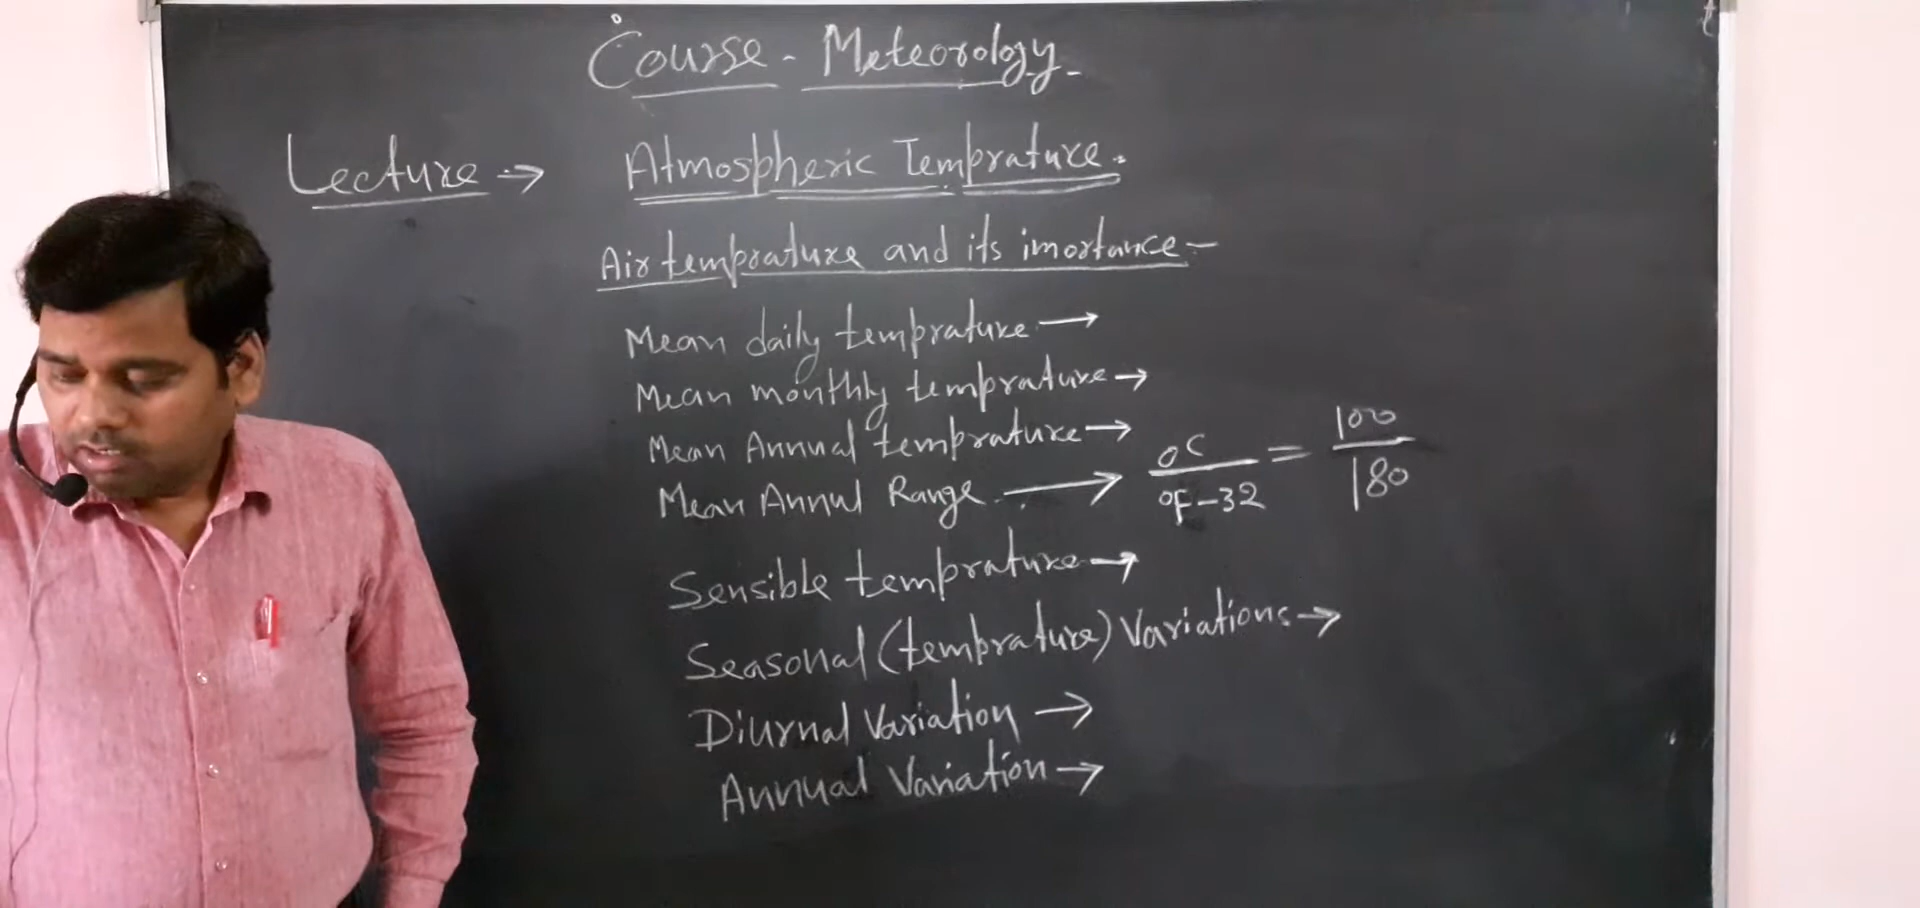 Course - Meteorology -
Lecture → Atmospheric Temprature.
Air temprature and its imortance -
Mean daily temprature →
Mean monthly temprature →
Mean Annual temprature →
Mean Annul Range → °C / °F-32 = 100 / 180
Sensible temprature →
Seasonal (temprature) Variations →
Diurnal Variation →
Annual Variation →